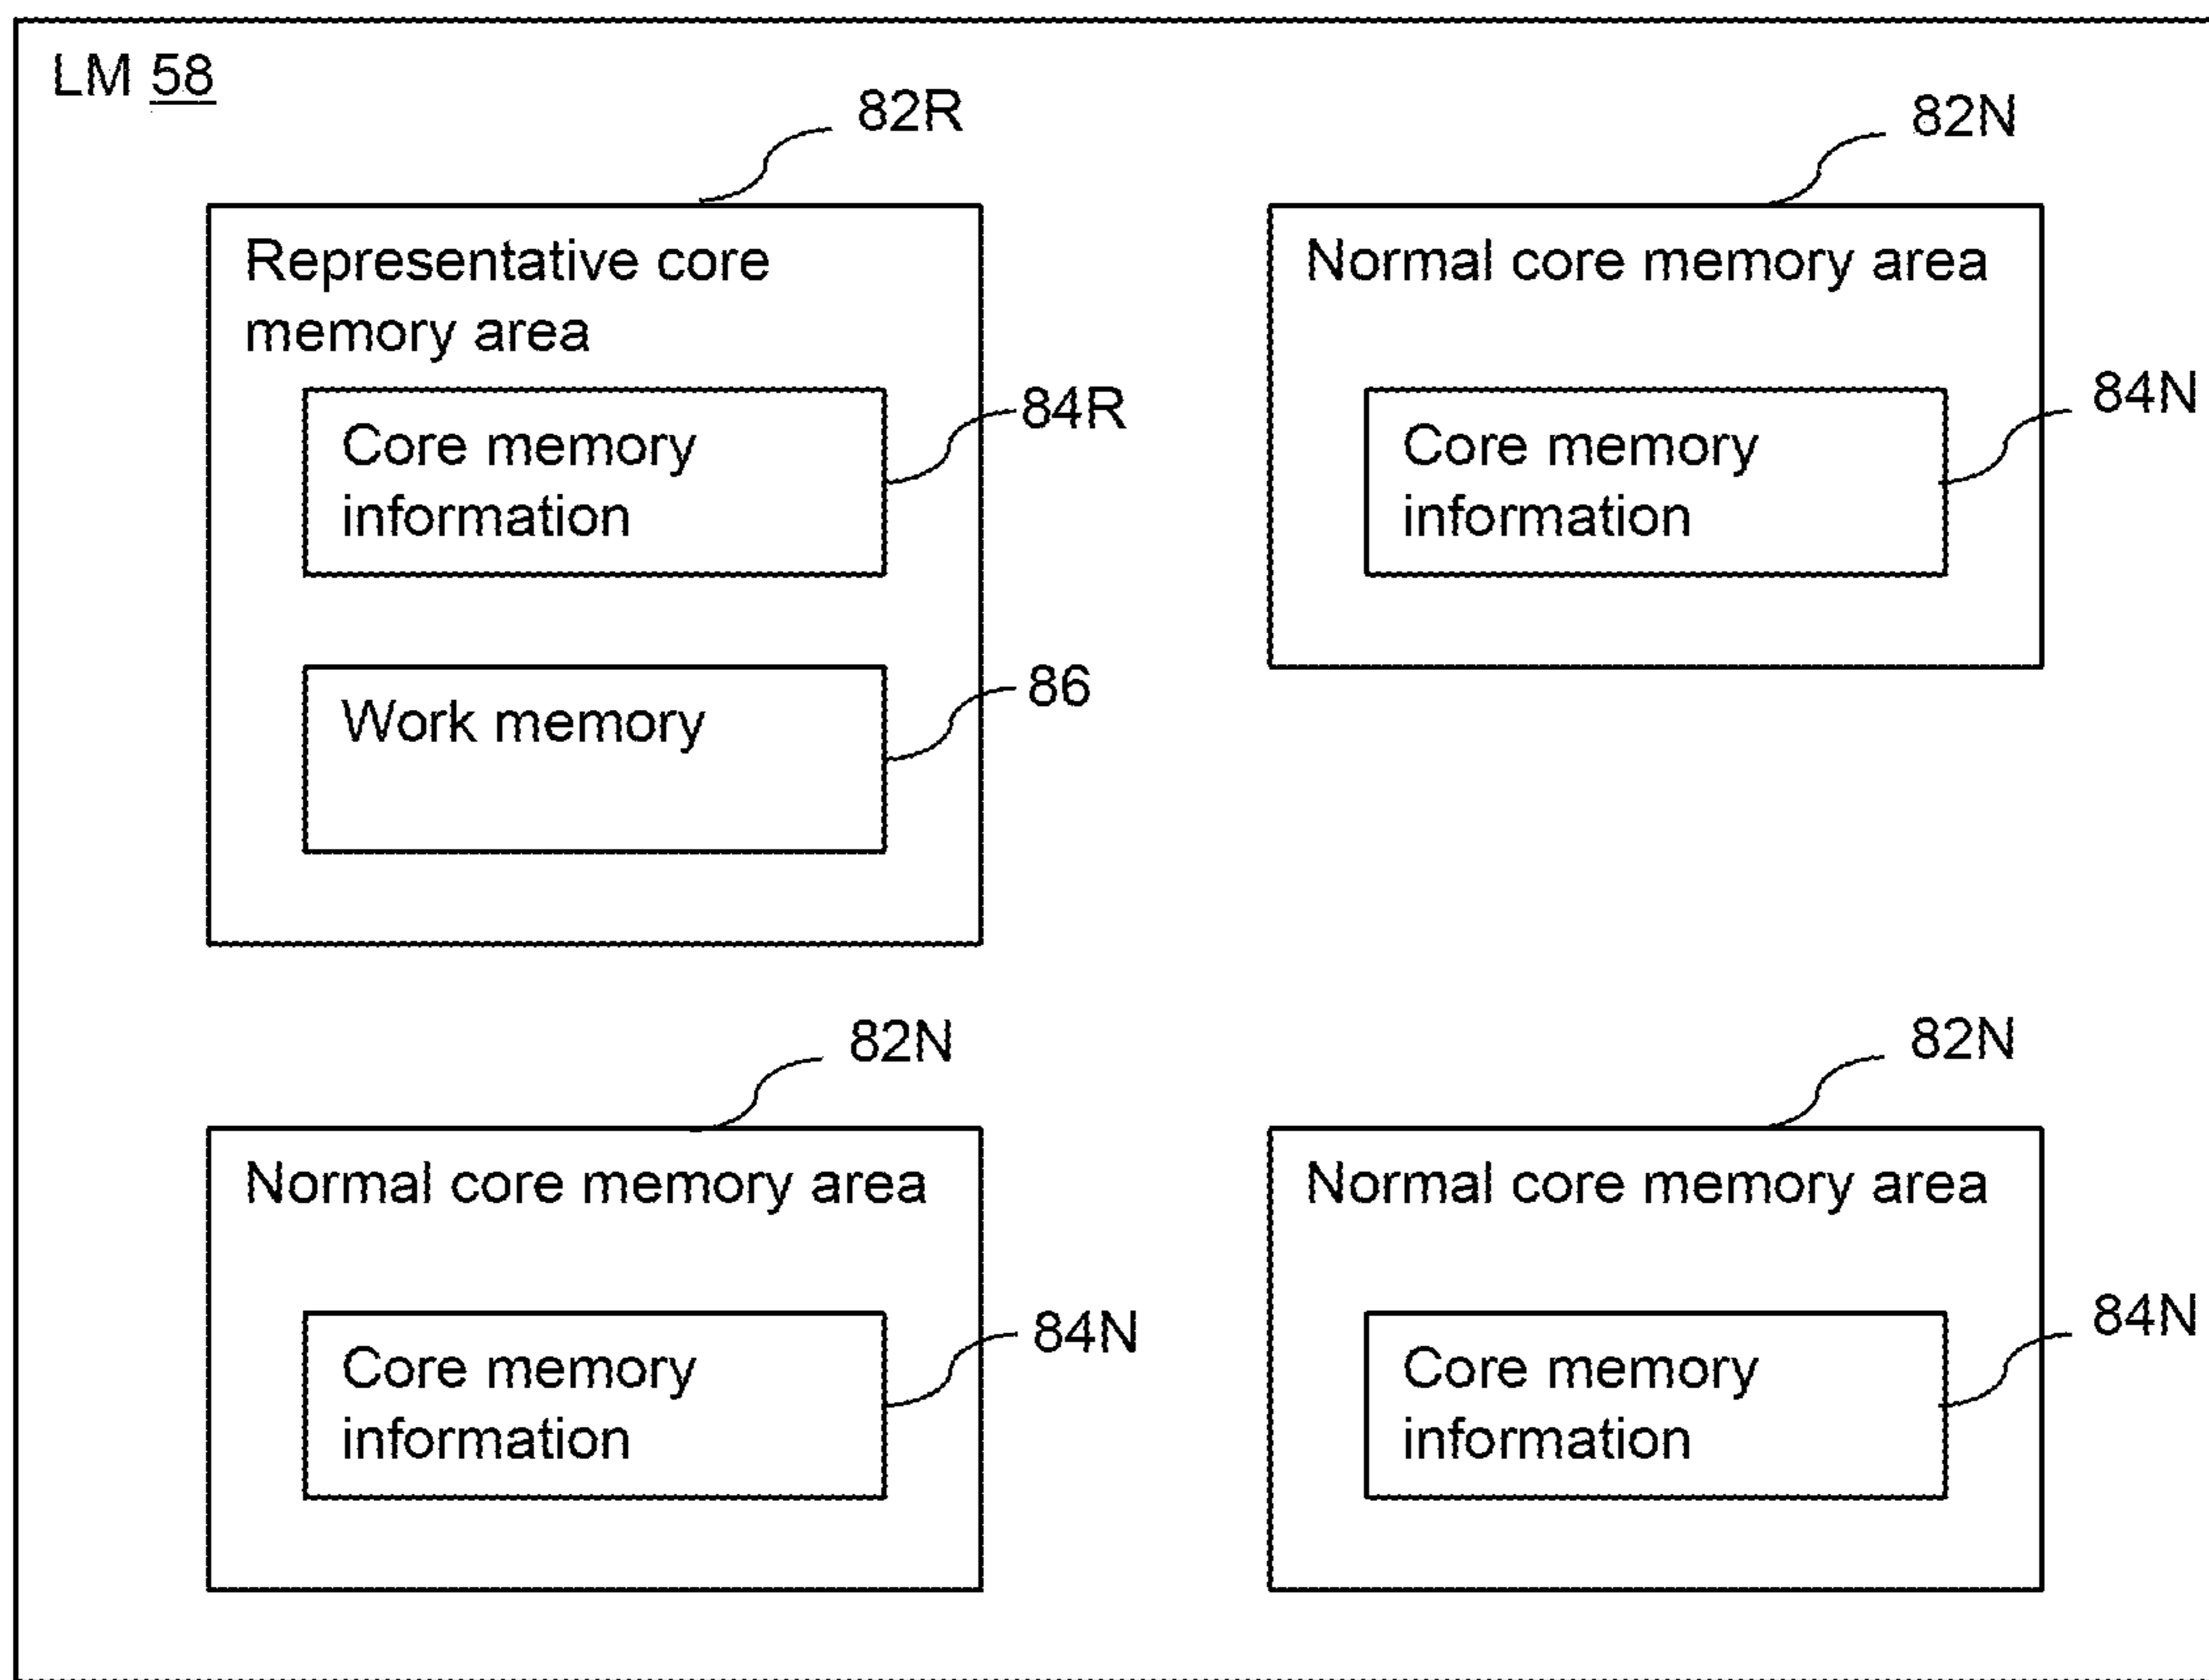 LM 58
82R
82N
Representative core
memory area
Normal core memory area
84R
84N
Core memory
information
Core memory
information
86
Work memory
82N
82N
Normal core memory area
Normal core memory area
84N
84N
Core memory
information
Core memory
information